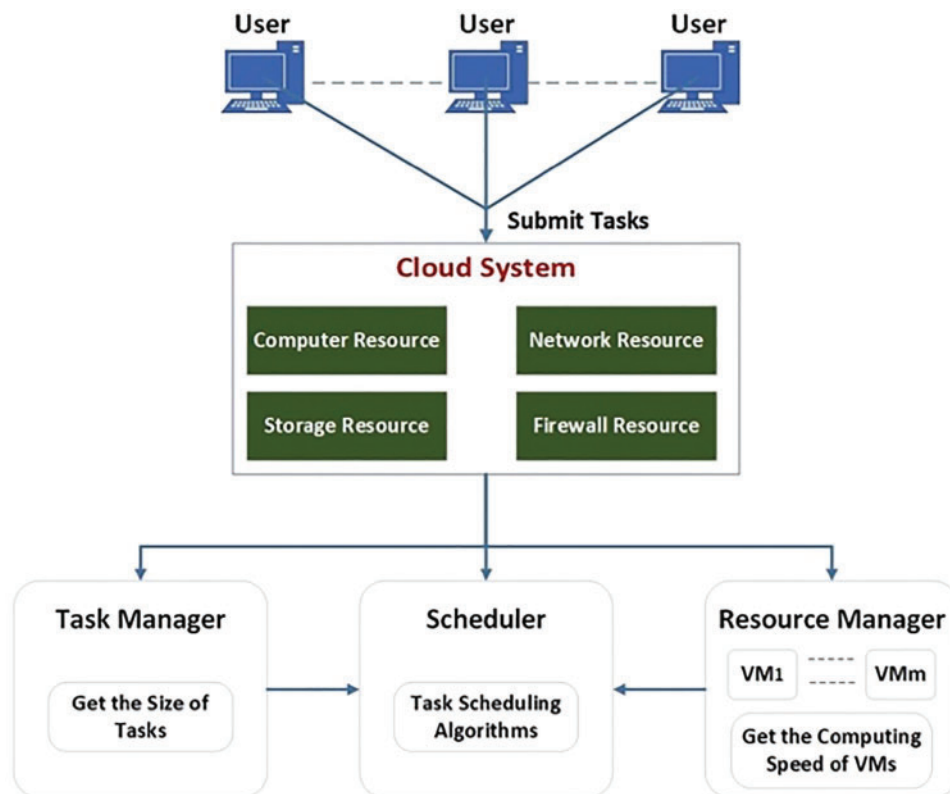 User
User
User
Submit Tasks
Cloud System
Computer Resource
Network Resource
Storage Resource
Firewall Resource
Task Manager
Get the Size of
Tasks
Scheduler
Task Scheduling
Algorithms
Resource Manager
VM1
VMm
Get the Computing
Speed of VMs